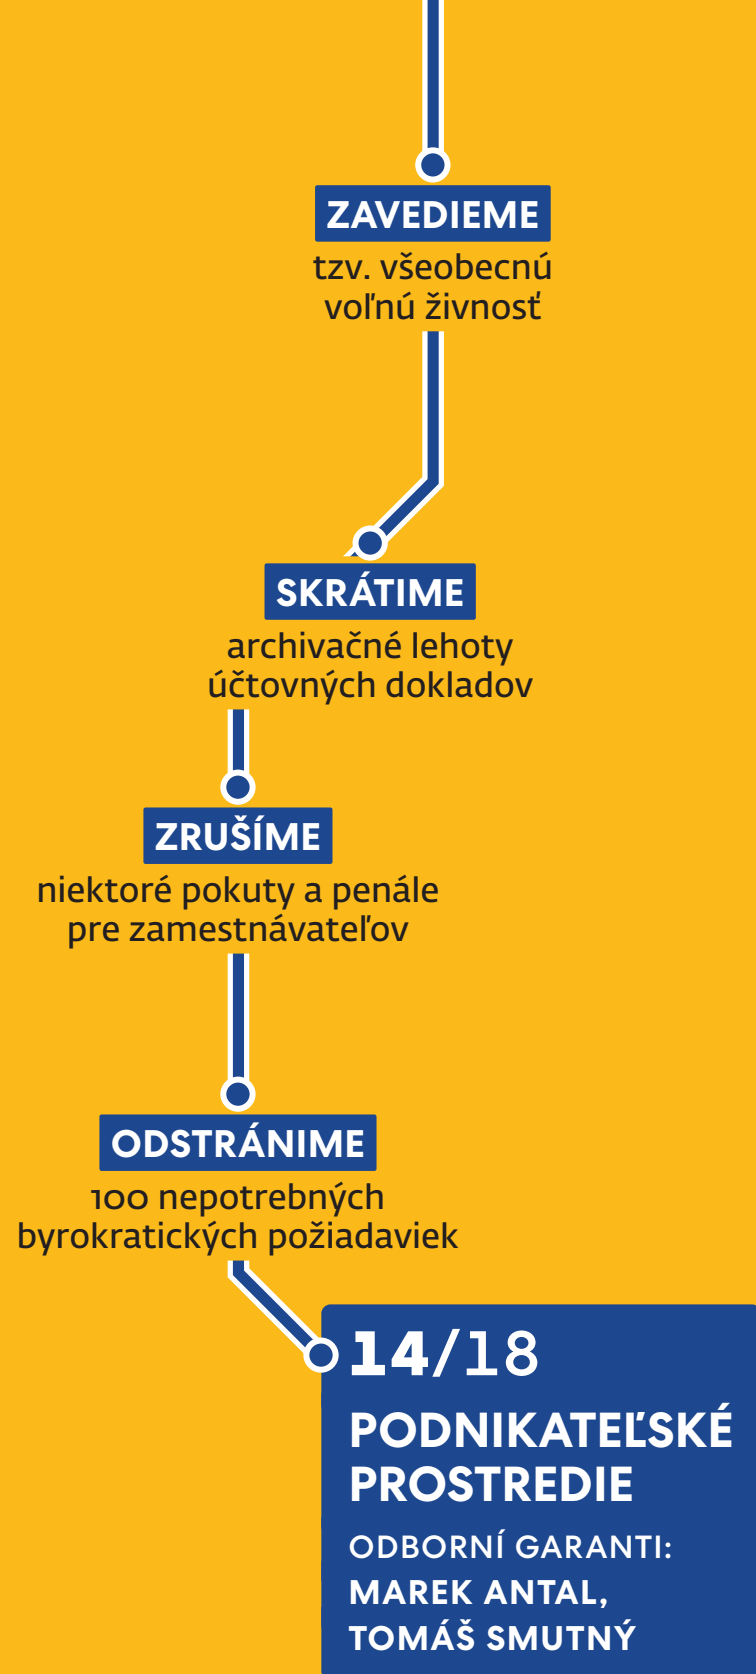 ZAVEDIEME
tzv. všeobecnú
voľnú živnosť
SKRÁTIME
archivačné lehoty
účtovných dokladov
ZRUŠÍME
niektoré pokuty a penále
pre zamestnávateľov
ODSTRÁNIME
100 nepotrebných
byrokratických požiadaviek
14/18
PODNIKATEĽSKÉ
PROSTREDIE
ODBORNÍ GARANTI:
MAREK ANTAL,
TOMÁŠ SMUTNÝ